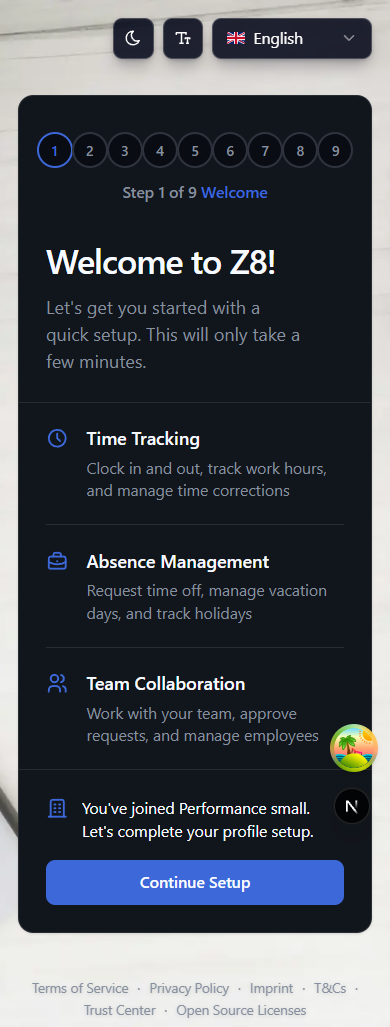 English
1 2 3 4 5 6 7 8 9
Step 1 of 9 Welcome
Welcome to Z8!
Let's get you started with a
quick setup. This will only take a
few minutes.
Time Tracking
Clock in and out, track work hours,
and manage time corrections
Absence Management
Request time off, manage vacation
days, and track holidays
Team Collaboration
Work with your team, approve
requests, and manage employees
You've joined Performance small.
Let's complete your profile setup.
N
Continue Setup
Terms of Service · Privacy Policy · Imprint · T&Cs ·
Trust Center · Open Source Licenses